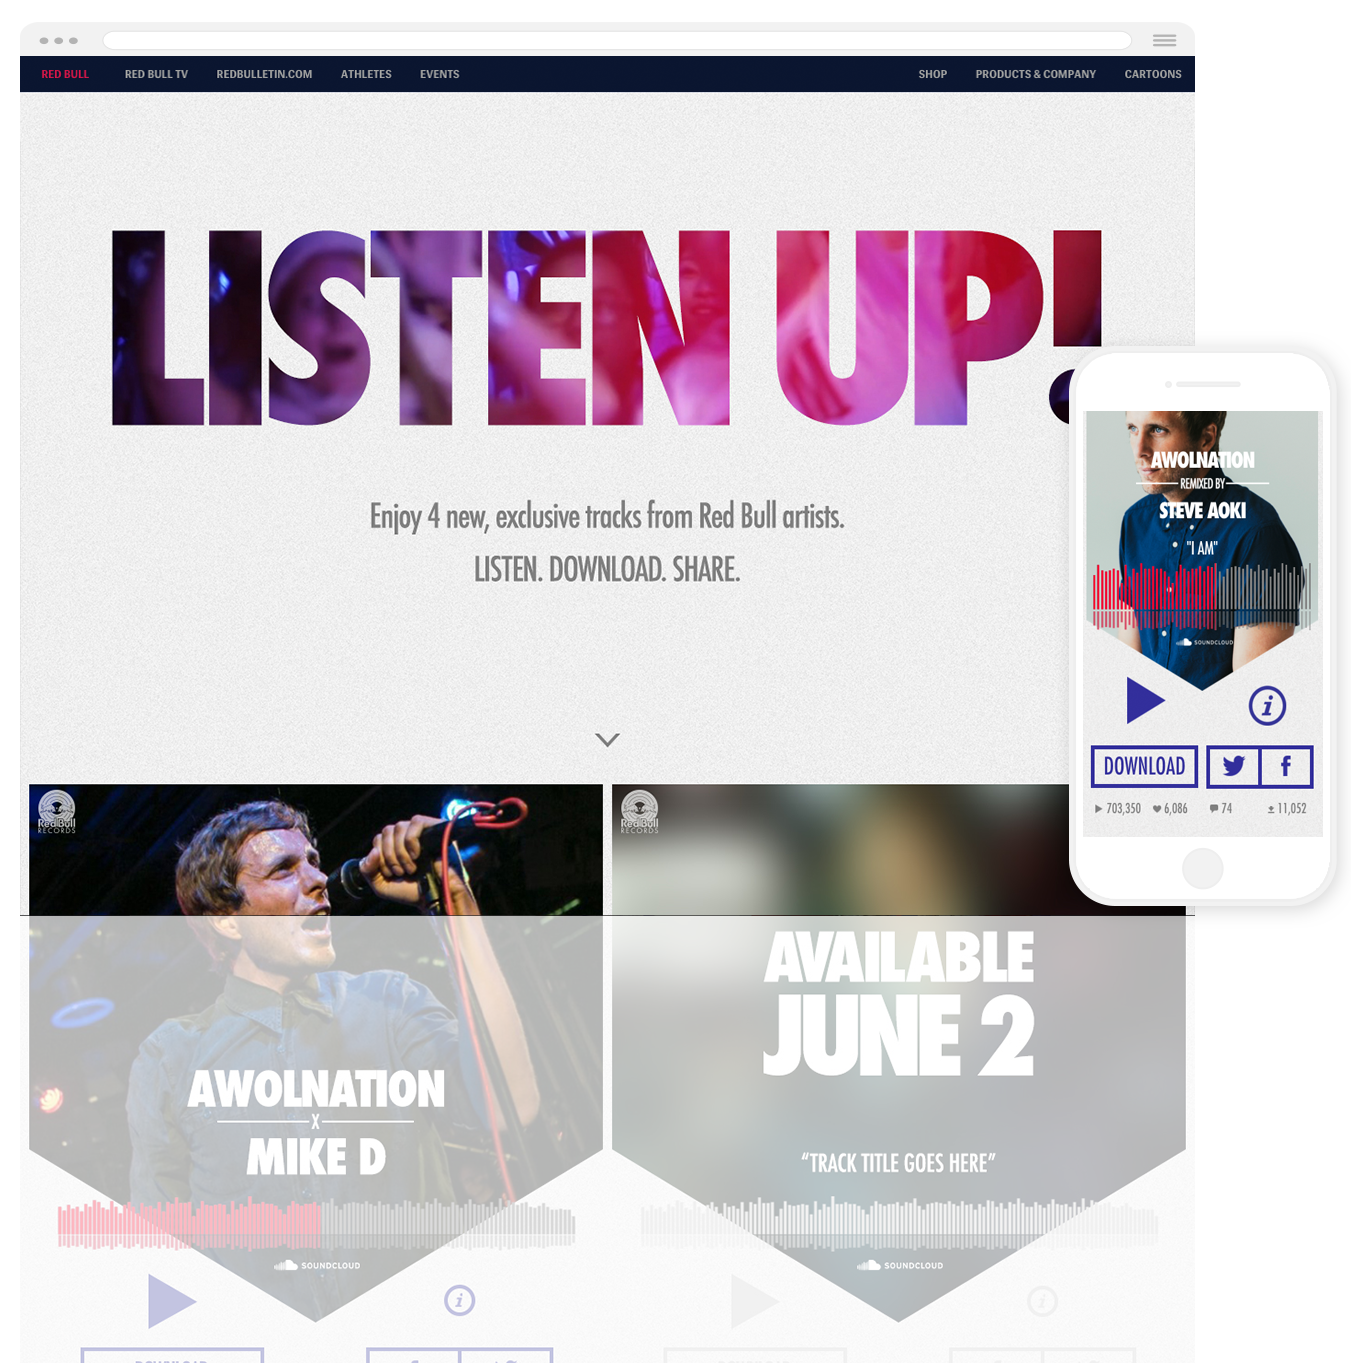 RED BULL RED BULL TV REDBULLETIN.COM ATHLETES EVENTS SHOP PRODUCTS & COMPANY CARTOONS
LISTEN UP!
Enjoy 4 new, exclusive tracks from Red Bull artists.
LISTEN. DOWNLOAD. SHARE.
AWOLNATION
REMIXED BY
STEVE AOKI
"I AM"
SOUNDCLOUD
DOWNLOAD
703,350 6,086 74 11,052
Red Bull
RECORDS
AWOLNATION
X
MIKE D
SOUNDCLOUD
DOWNLOAD
Red Bull
RECORDS
AVAILABLE
JUNE 2
“TRACK TITLE GOES HERE”
SOUNDCLOUD